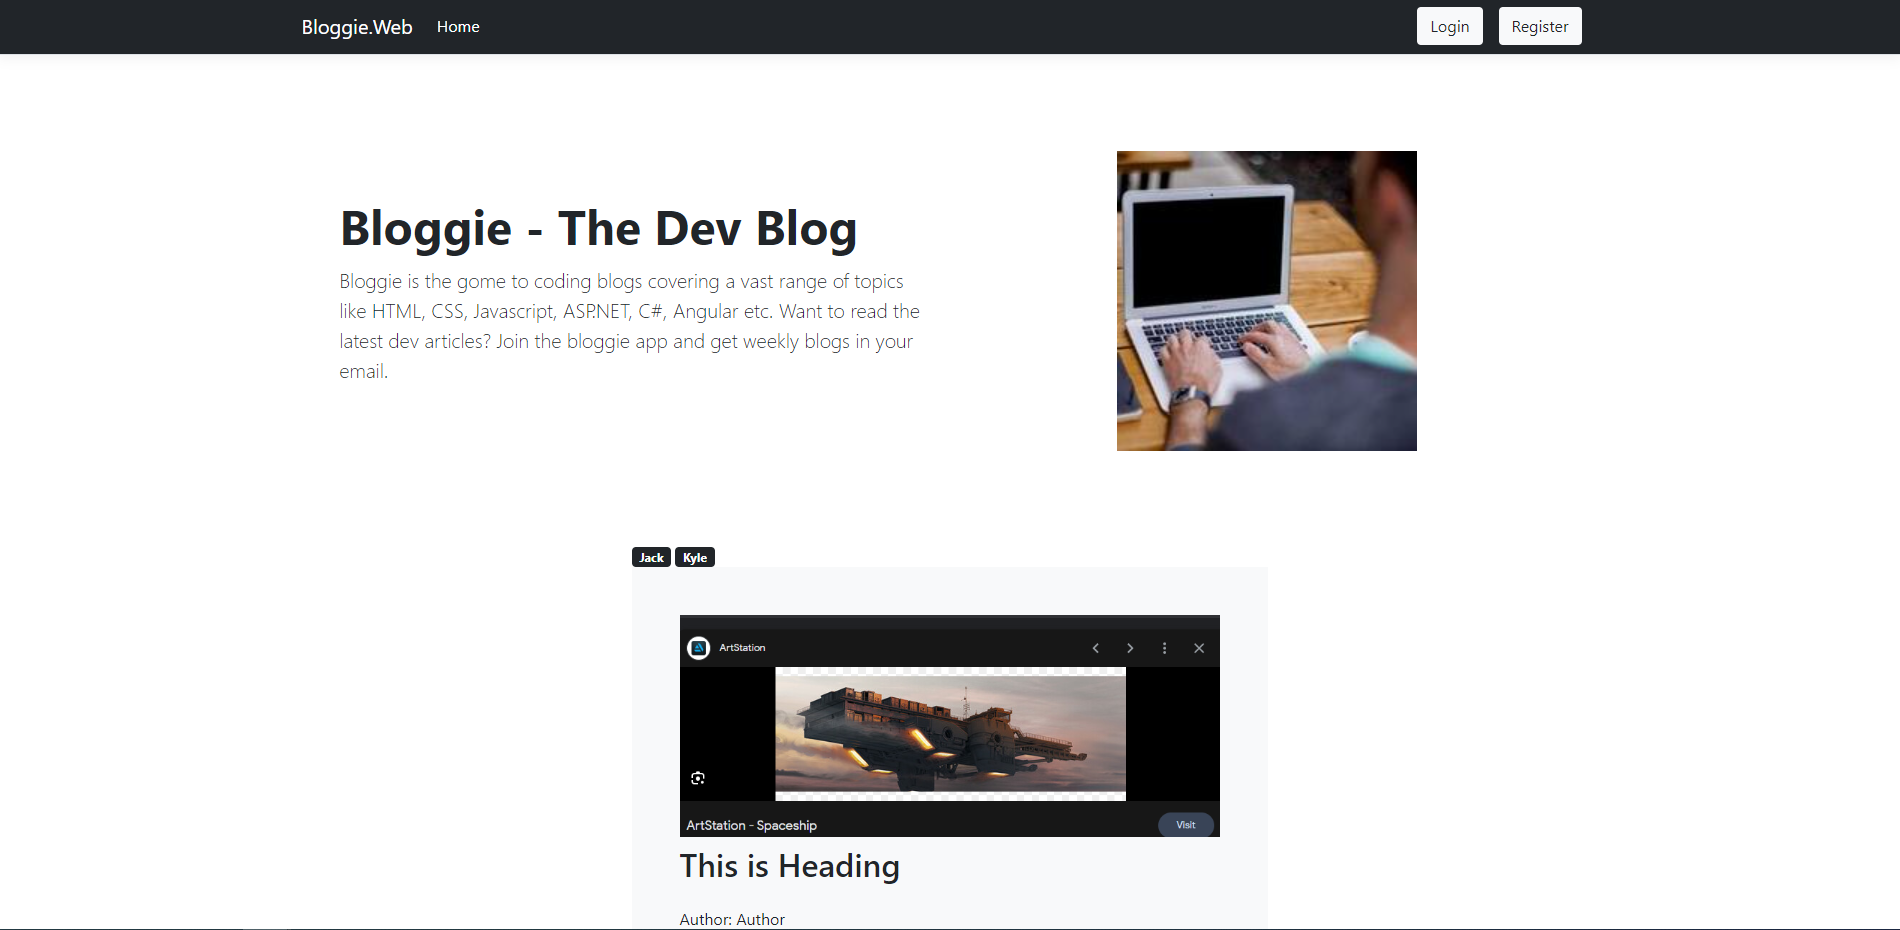 Bloggie.Web Home Login Register
Bloggie - The Dev Blog
Bloggie is the gome to coding blogs covering a vast range of topics
like HTML, CSS, Javascript, ASP.NET, C#, Angular etc. Want to read the
latest dev articles? Join the bloggie app and get weekly blogs in your
email.
Jack Kyle
ArtStation
ArtStation - Spaceship Visit
This is Heading
Author: Author